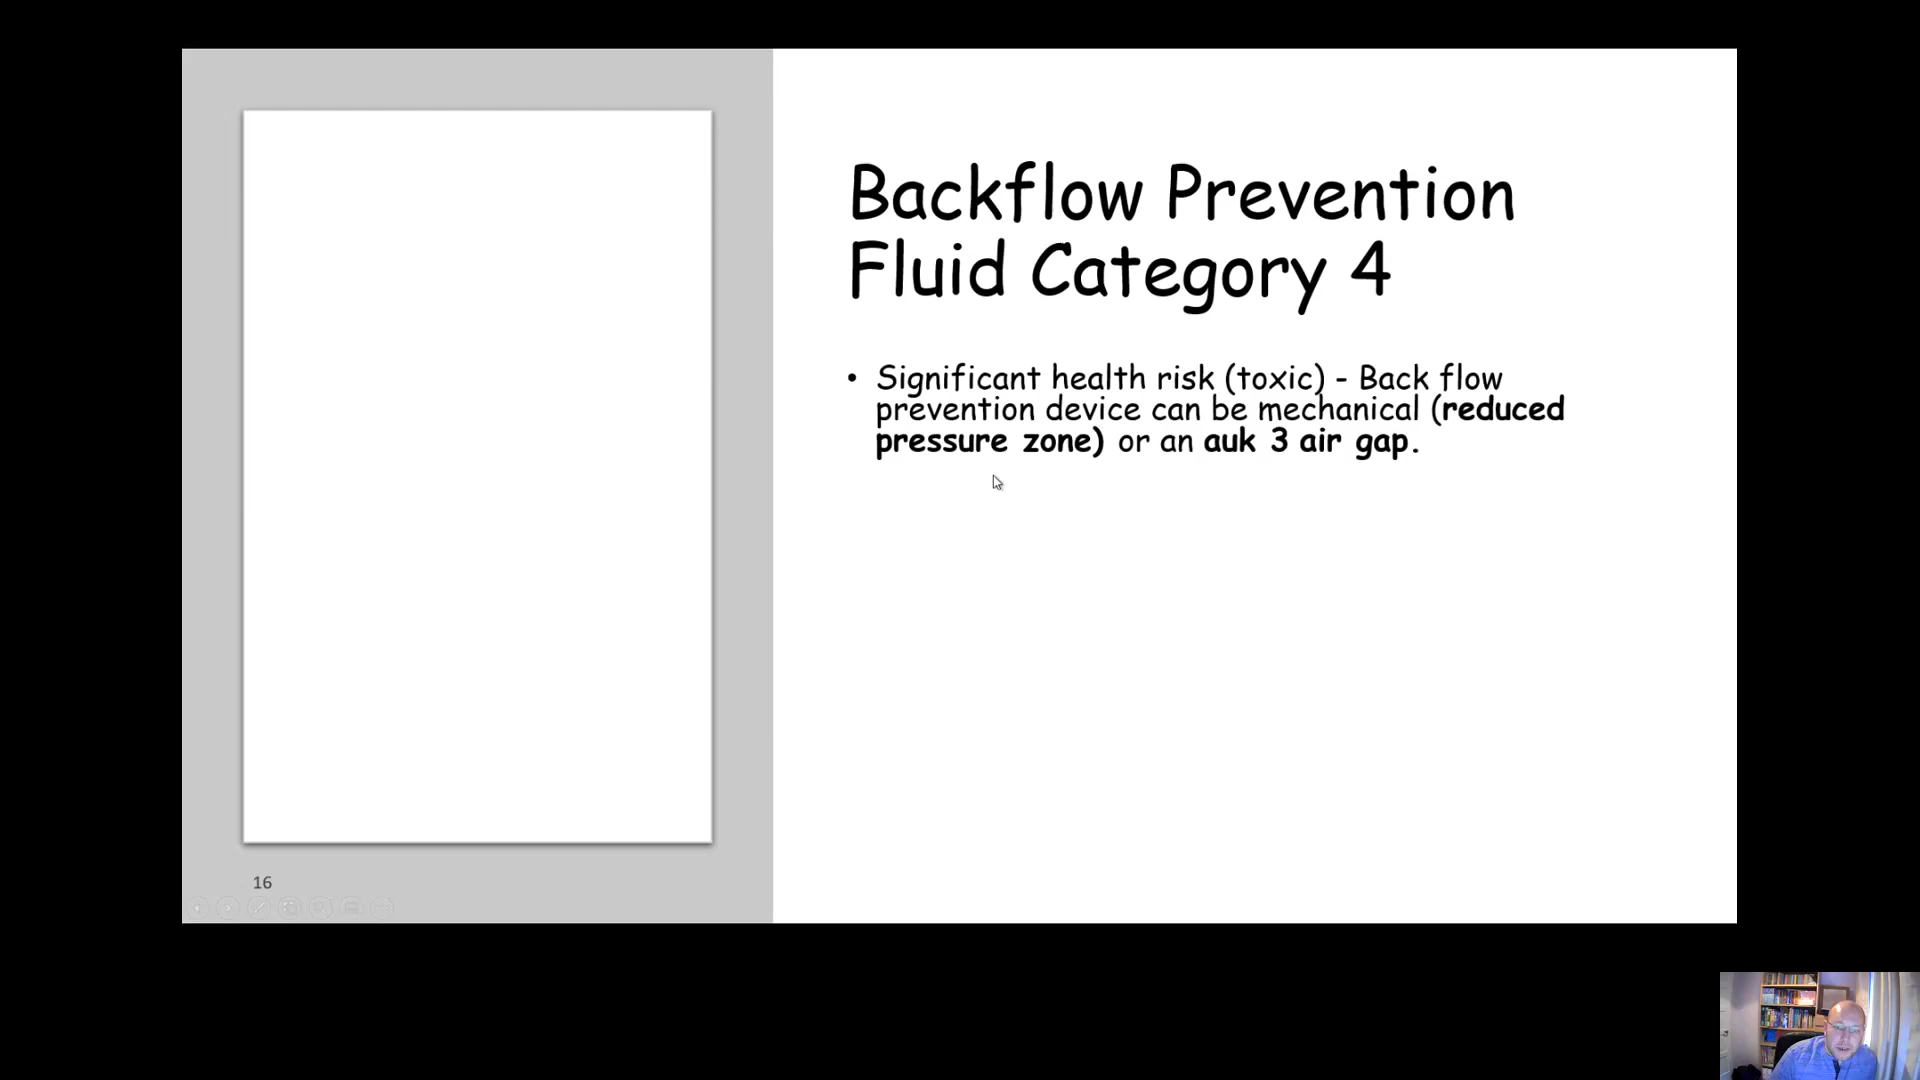 Backflow Prevention
Fluid Category 4
• Significant health risk (toxic) - Back flow
prevention device can be mechanical (reduced
pressure zone) or an auk 3 air gap.
16